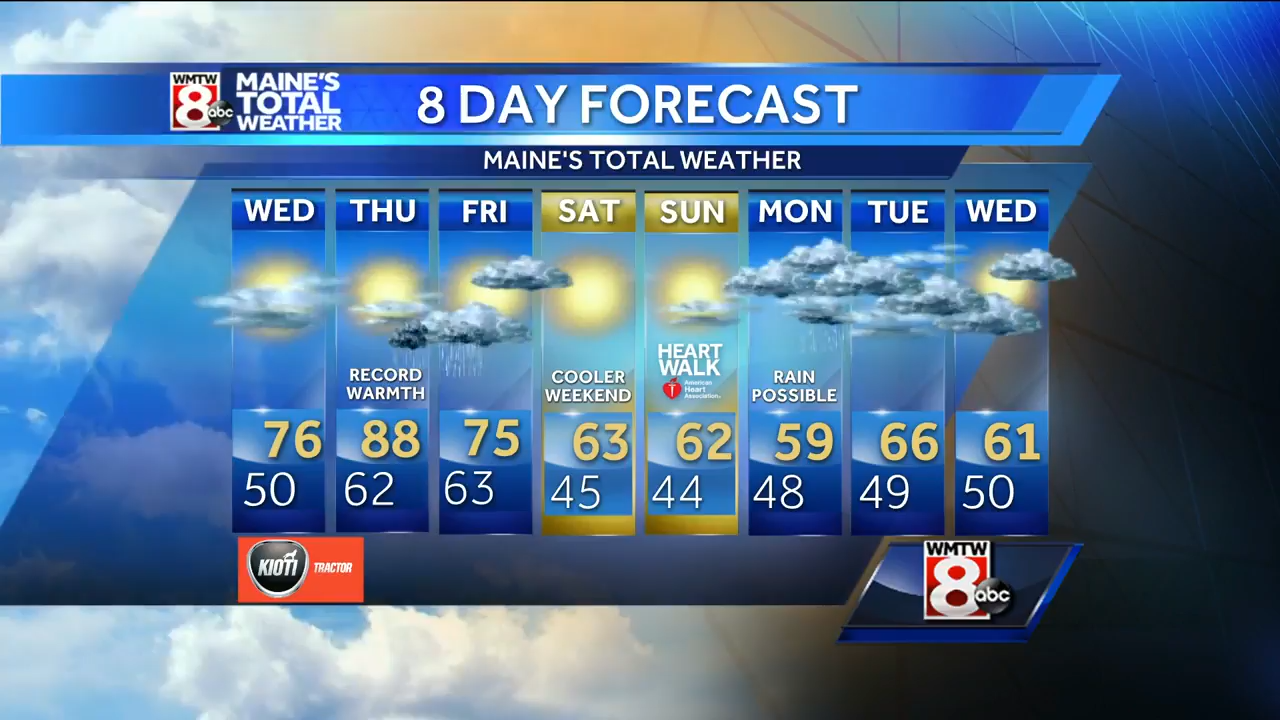 WMTW
8
abc
MAINE'S
TOTAL
WEATHER
8 DAY FORECAST
MAINE'S TOTAL WEATHER
WED THU FRI SAT SUN MON TUE WED
HEART
WALK
American
Heart
Association®
RECORD
WARMTH
COOLER
WEEKEND
RAIN
POSSIBLE
76 88 75 63 62 59 66 61
50 62 63 45 44 48 49 50
KIOTI TRACTOR
WMTW
8
abc